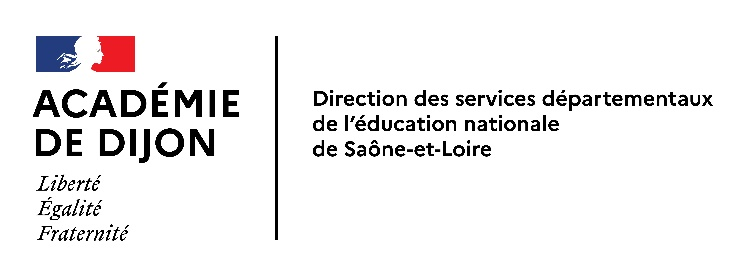 ACADÉMIE
DE DIJON
Liberté
Égalité
Fraternité
Direction des services départementaux
de l’éducation nationale
de Saône-et-Loire